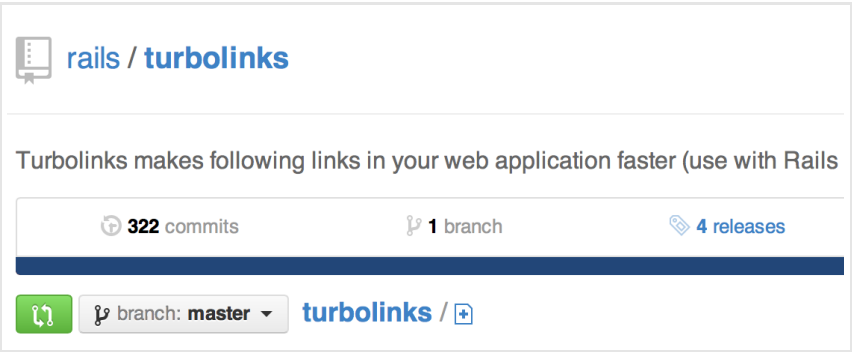 rails / turbolinks
Turbolinks makes following links in your web application faster (use with Rails
322 commits 1 branch 4 releases
branch: master turbolinks /